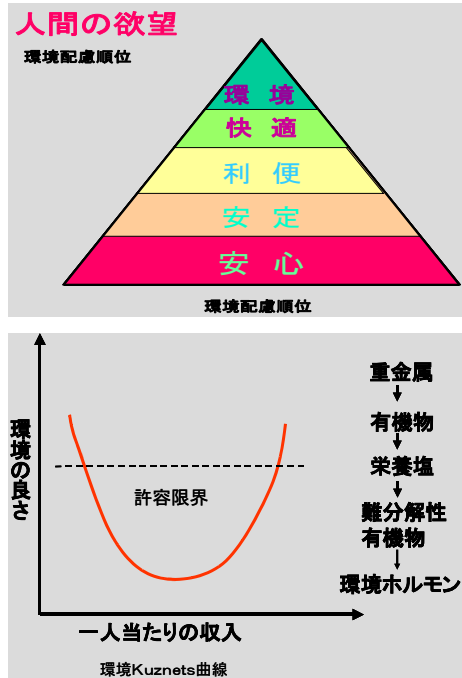 人間の欲望
環境配慮順位
環 境
快 適
利 便
安 定
安 心
環境配慮順位
環境の良さ
許容限界
一人当たりの収入
環境Kuznets曲線
重金属
有機物
栄養塩
難分解性
有機物
環境ホルモン